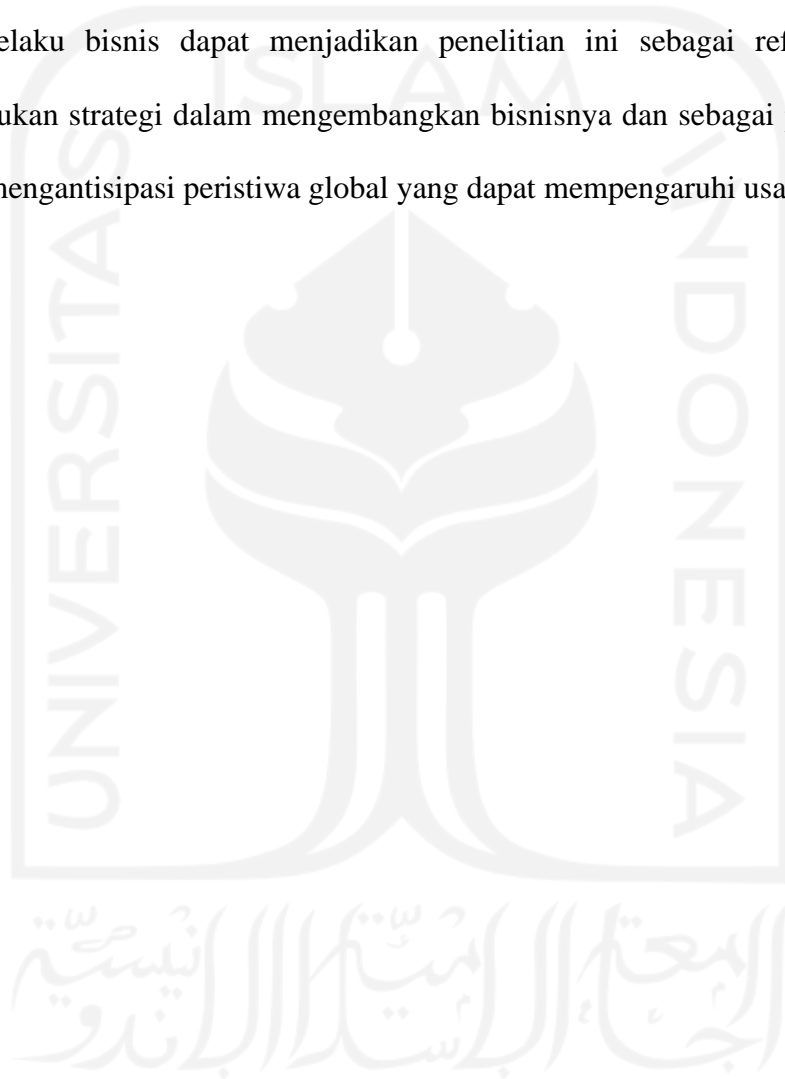 elaku bisnis dapat menjadikan penelitian ini sebagai ref
ukan strategi dalam mengembangkan bisnisnya dan sebagai
mengantisipasi peristiwa global yang dapat mempengaruhi usa
ISLAM
UNIVERSITAS
INDONESIA